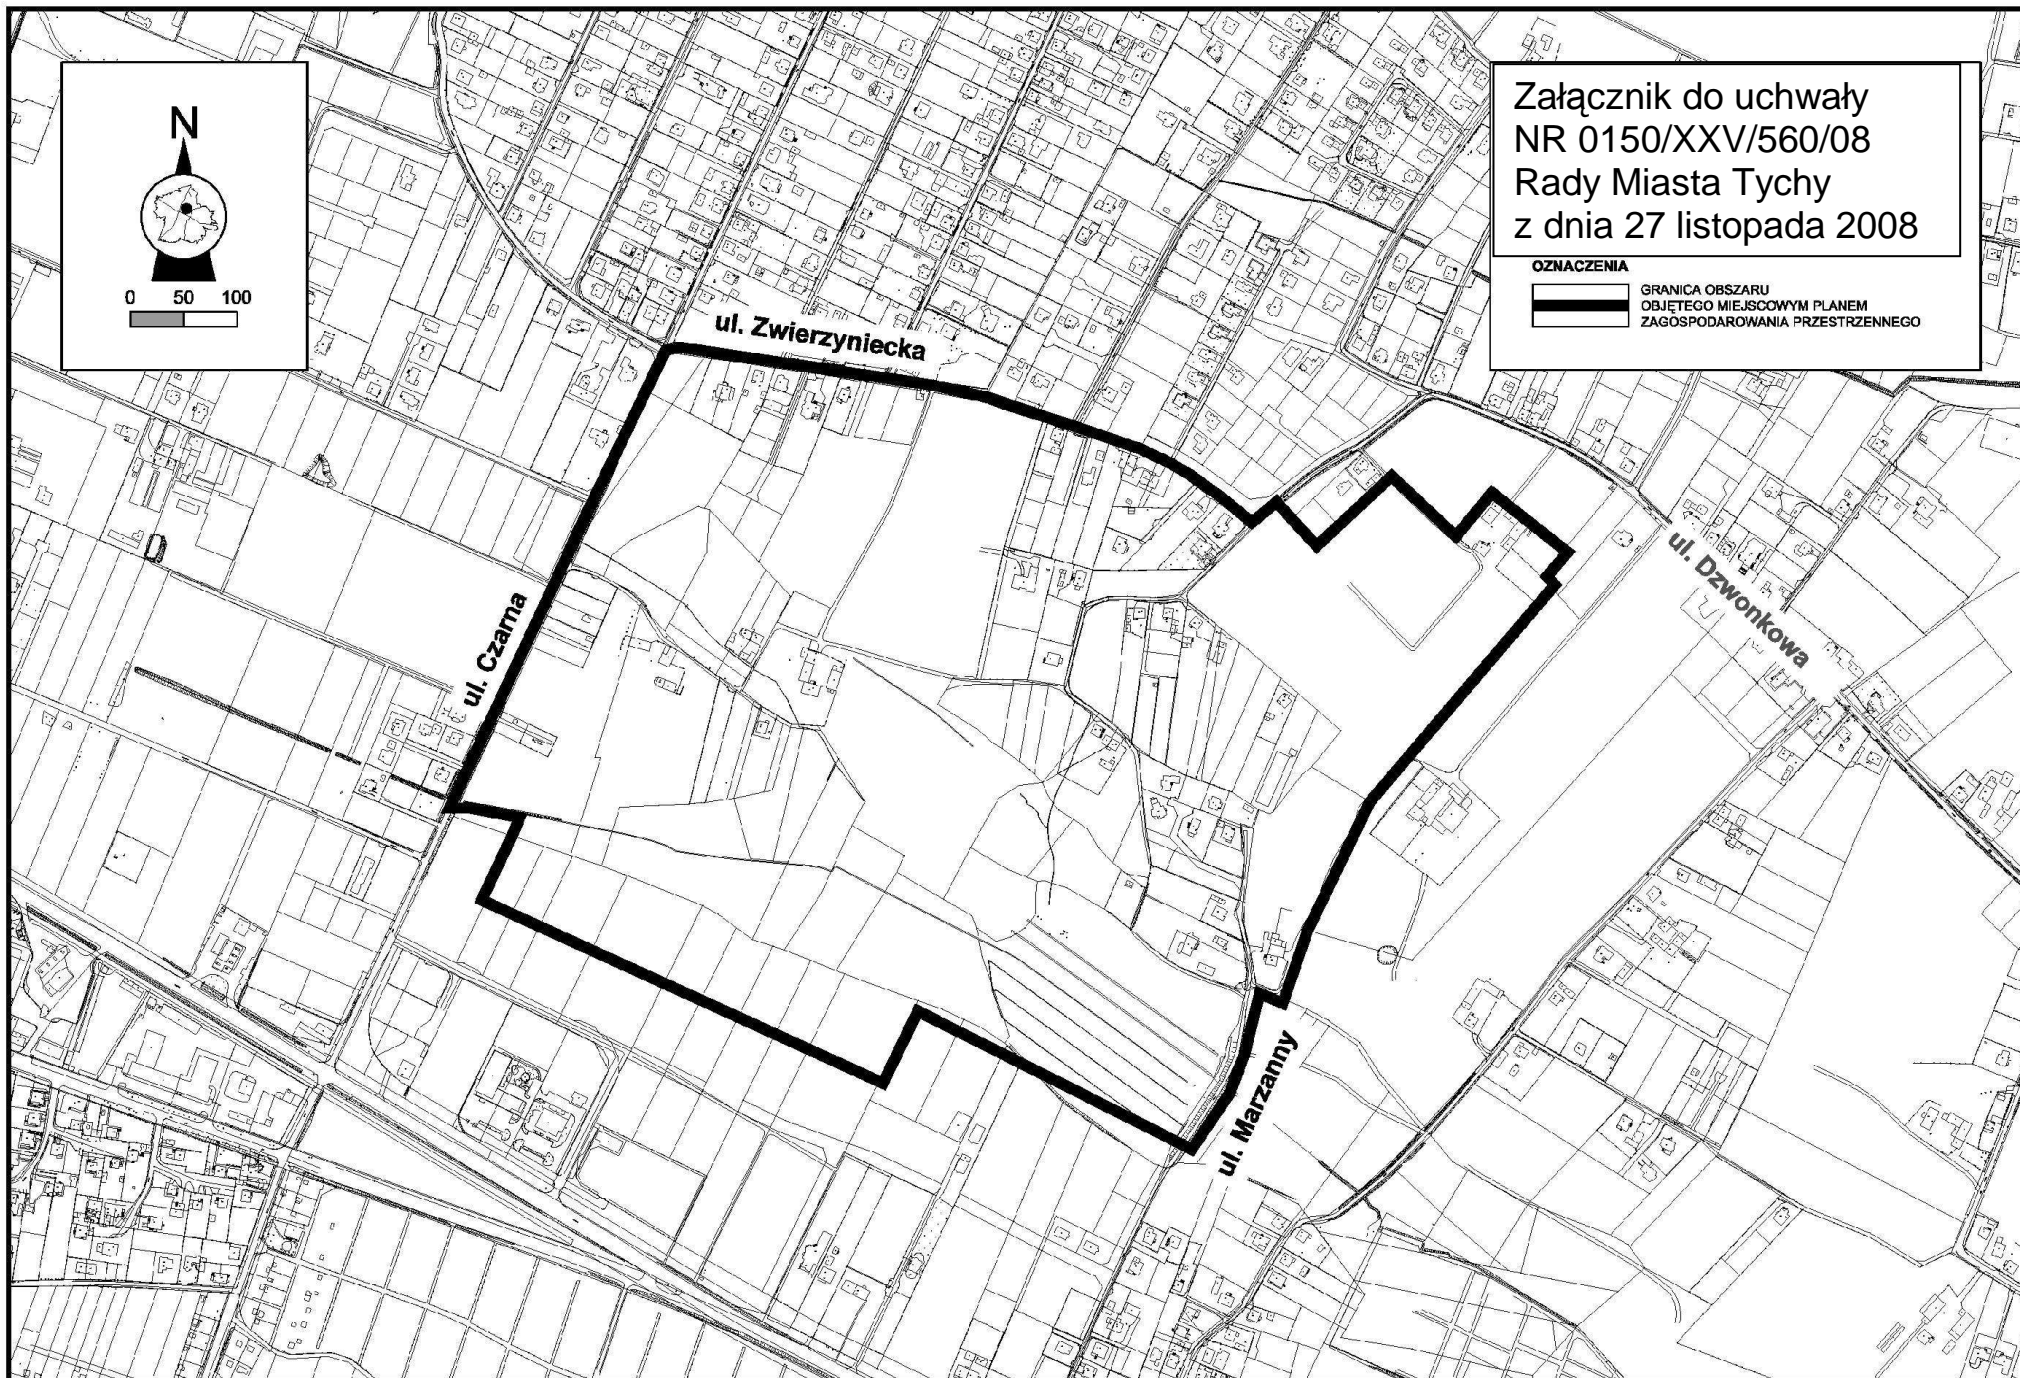 N
0 50 100
Załącznik do uchwały
NR 0150/XXV/560/08
Rady Miasta Tychy
z dnia 27 listopada 2008
OZNACZENIA
GRANICA OBSZARU
OBJĘTEGO MIEJSCOWYM PLANEM
ZAGOSPODAROWANIA PRZESTRZENNEGO
ul. Zwierzyniecka
ul. Dzwonkowa
ul. Czarna
ul. Marzanny